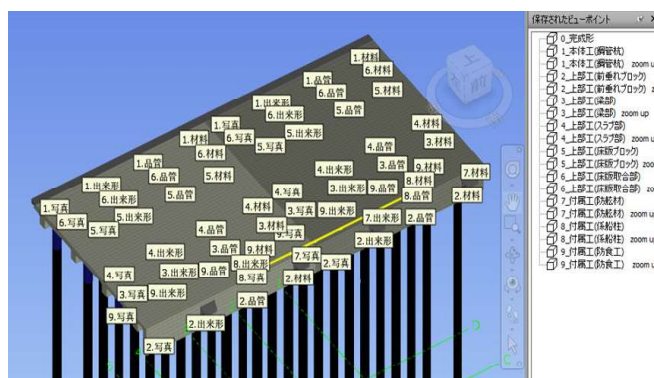 保存されたビューポイント
0_完成形
1_本体工(鋼管杭)
1_本体工(鋼管杭) zoom u
2_上部工(前垂れブロック)
2_上部工(前垂れブロック) z
3_上部工(梁部)
3_上部工(梁部) zoom up
4_上部工(スラブ部)
4_上部工(スラブ部) zoom u
5_上部工(床版ブロック)
5_上部工(床版ブロック) zoo
6_上部工(床版取合部)
6_上部工(床版取合部) zo
7_付属工(防舷材)
7_付属工(防舷材) zoom u
8_付属工(係船柱)
8_付属工(係船柱) zoom u
9_付属工(防食工)
9_付属工(防食工) zoom u
上
前
1.材料
6.材料
5.材料
1.品管
6.品管
5.品管
4.材料
3.材料
1.出来形
6.出来形
5.出来形
4.品管
3.品管
9.材料
8.材料
7.材料
2.材料
1.写真
6.写真
5.写真
4.出来形
3.出来形
9.品管
8.品管
1.材料
6.材料
5.材料
4.写真
3.写真
9.出来形
7.出来形
2.品管
1.品管
6.品管
5.品管
4.材料
3.材料
9.写真
2.出来形
1.出来形
6.出来形
5.出来形
4.品管
3.品管
9.材料
8.出来形
7.写真
2.写真
1.写真
6.写真
5.写真
4.出来形
3.出来形
9.品管
8.写真
2.材料
4.写真
3.写真
9.出来形
2.品管
9.写真
2.出来形
2.写真
D
C